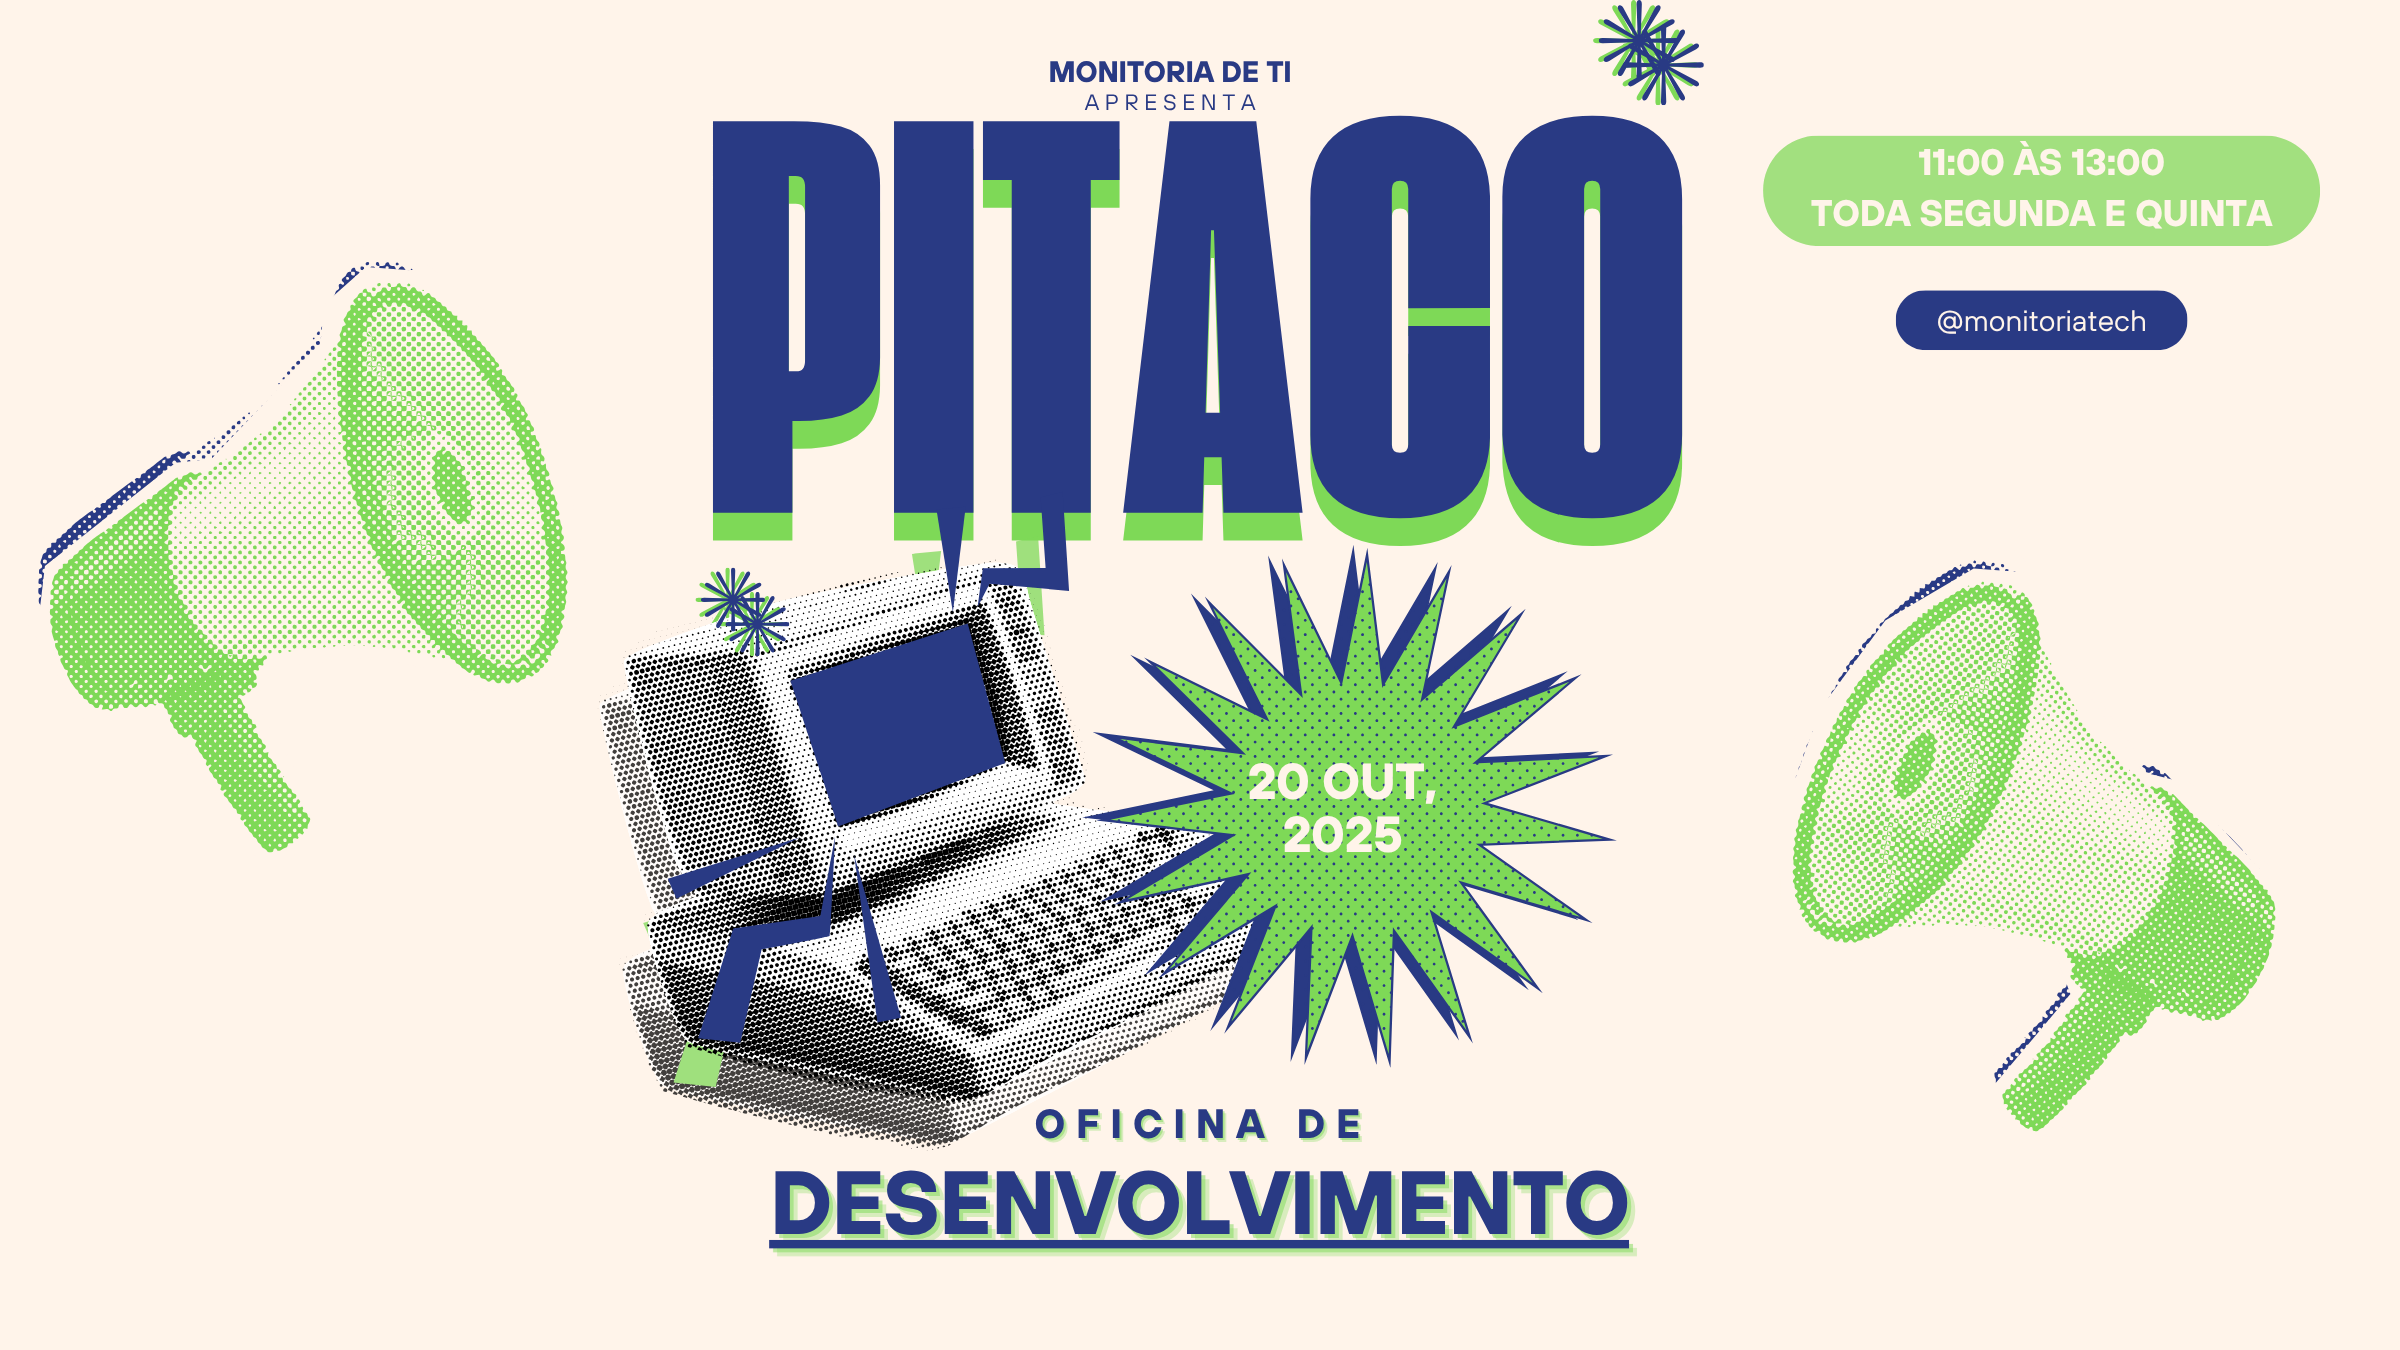 MONITORIA DE TI
APRESENTA
PITACO
11:00 ÀS 13:00
TODA SEGUNDA E QUINTA
@monitoriatech
20 OUT,
2025
OFICINA DE
DESENVOLVIMENTO